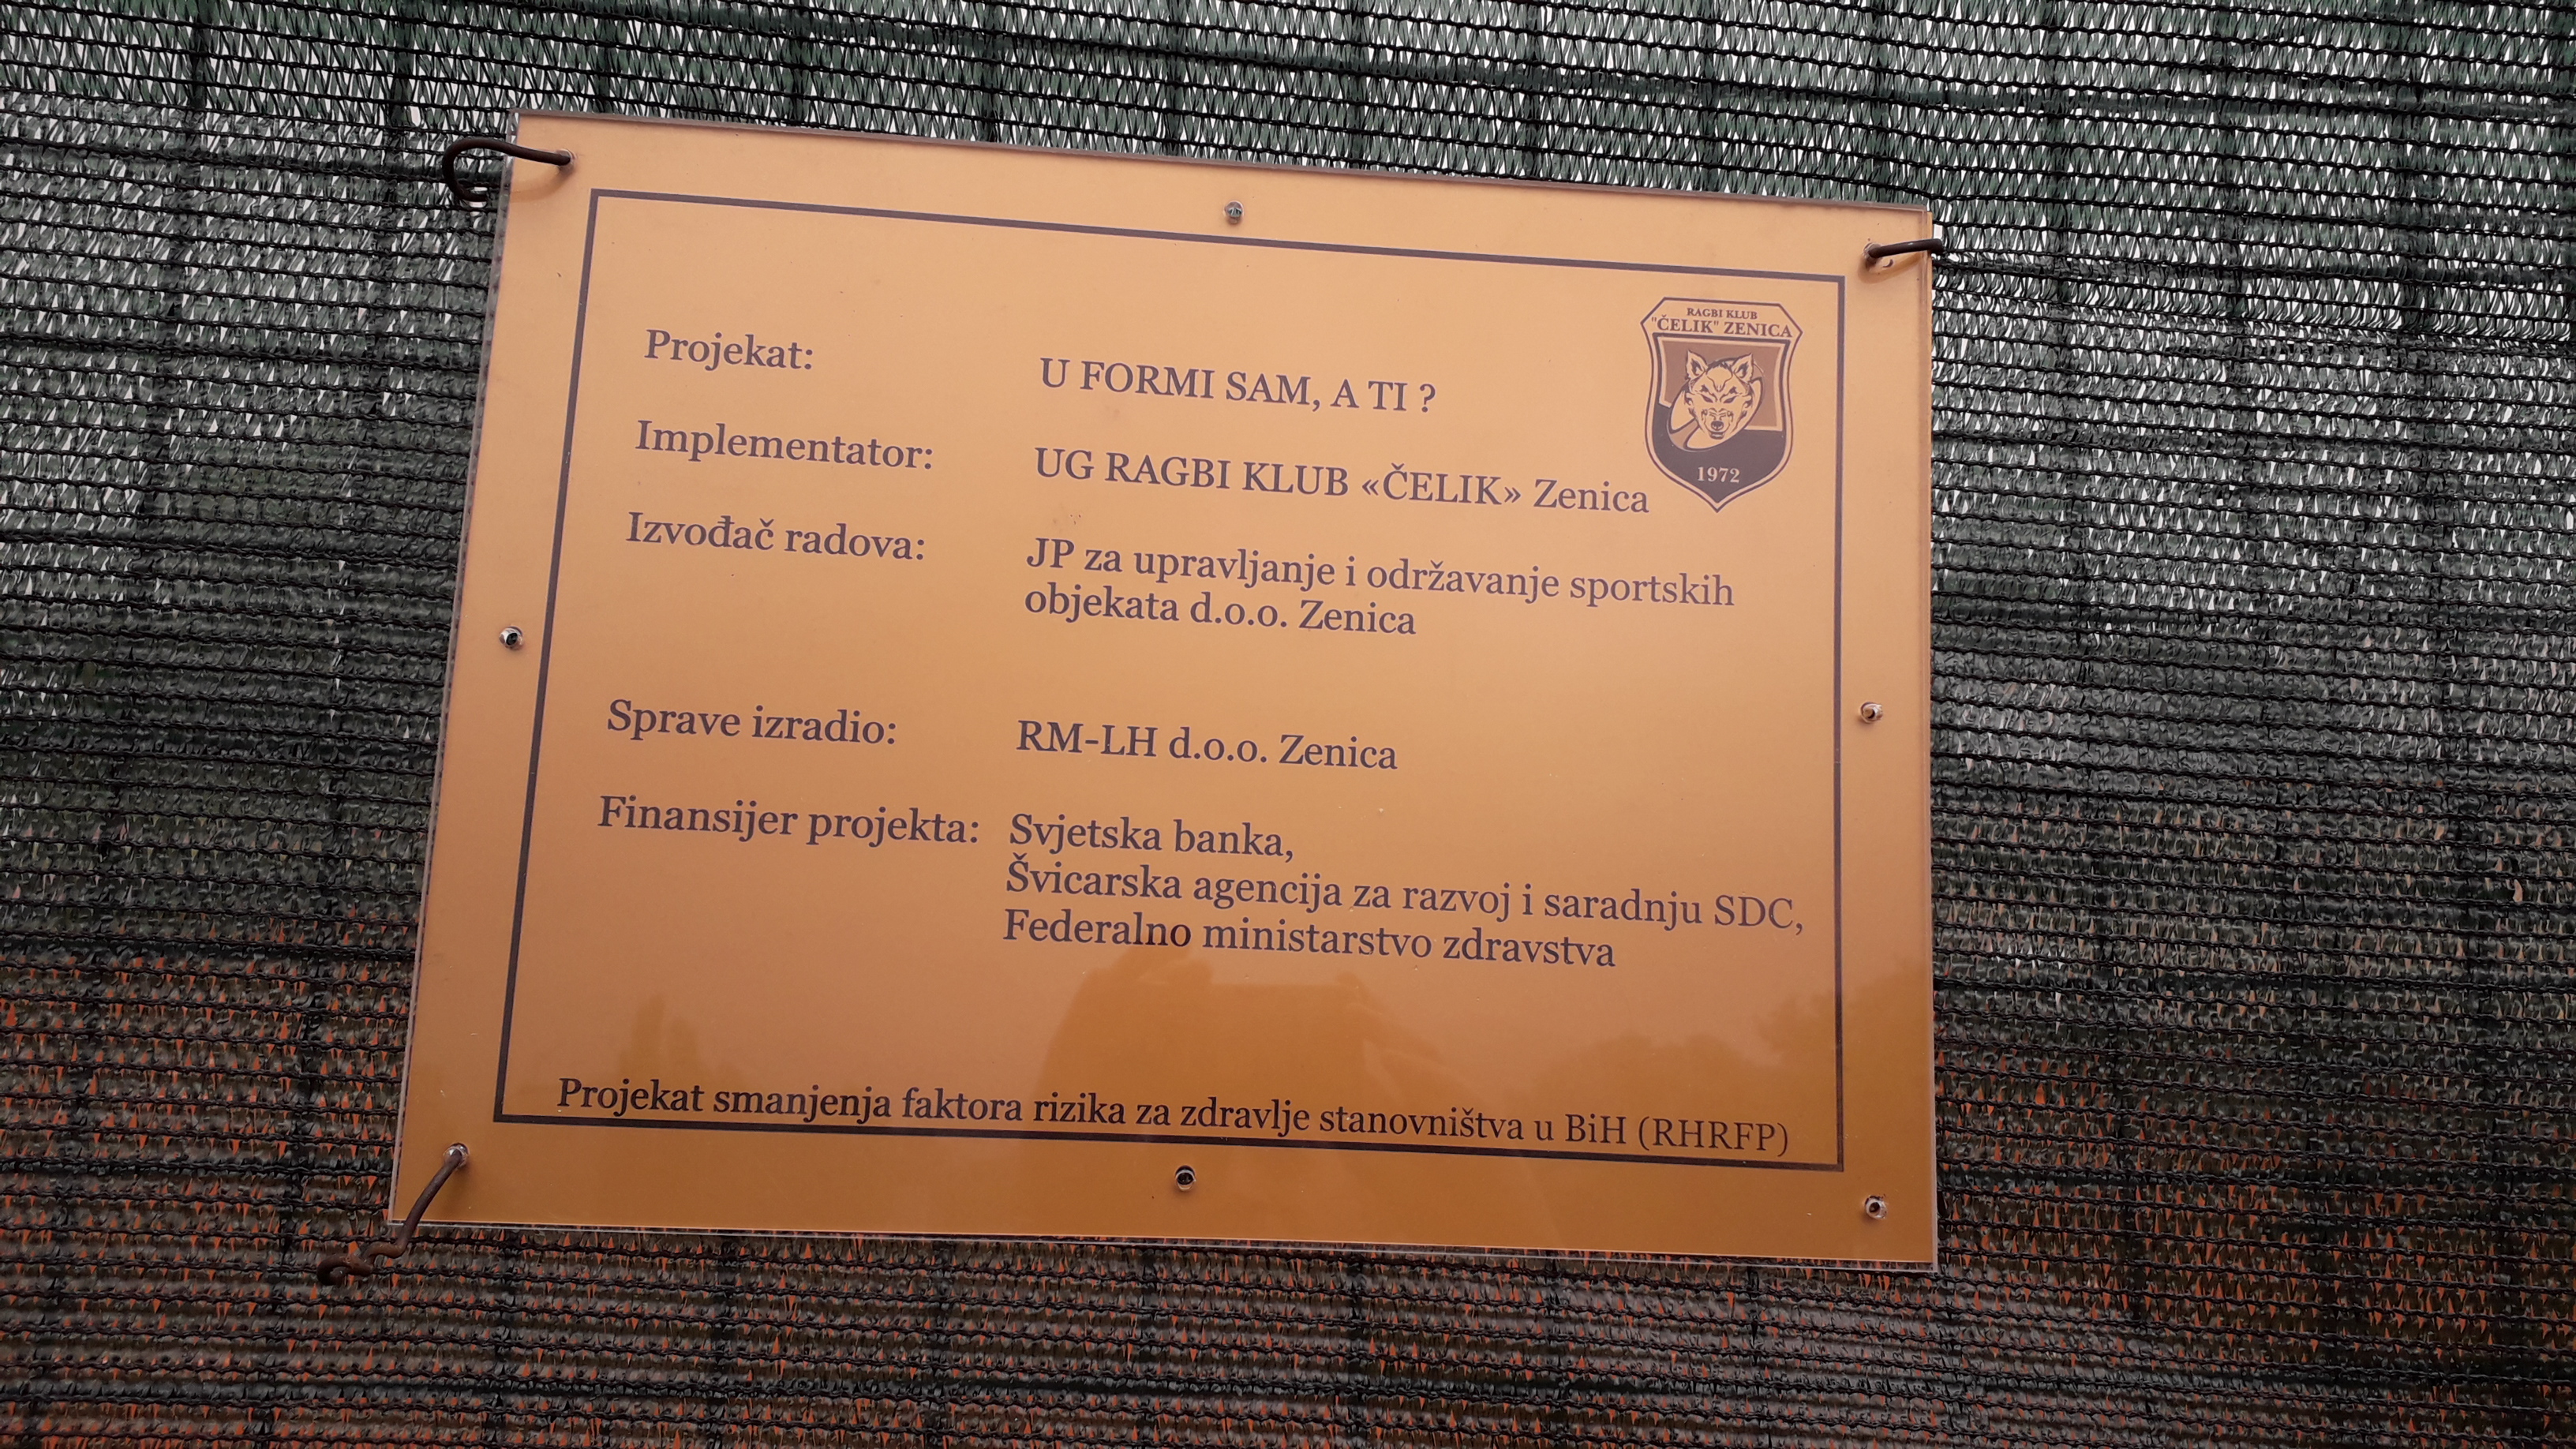 RAGBI KLUB
"ČELIK" ZENICA
1972
Projekat: U FORMI SAM, A TI ?
Implementator: UG RAGBI KLUB «ČELIK» Zenica
Izvođač radova: JP za upravljanje i održavanje sportskih
objekata d.o.o. Zenica
Sprave izradio: RM-LH d.o.o. Zenica
Finansijer projekta: Svjetska banka,
Švicarska agencija za razvoj i saradnju SDC,
Federalno ministarstvo zdravstva
Projekat smanjenja faktora rizika za zdravlje stanovništva u BiH (RHRFP)